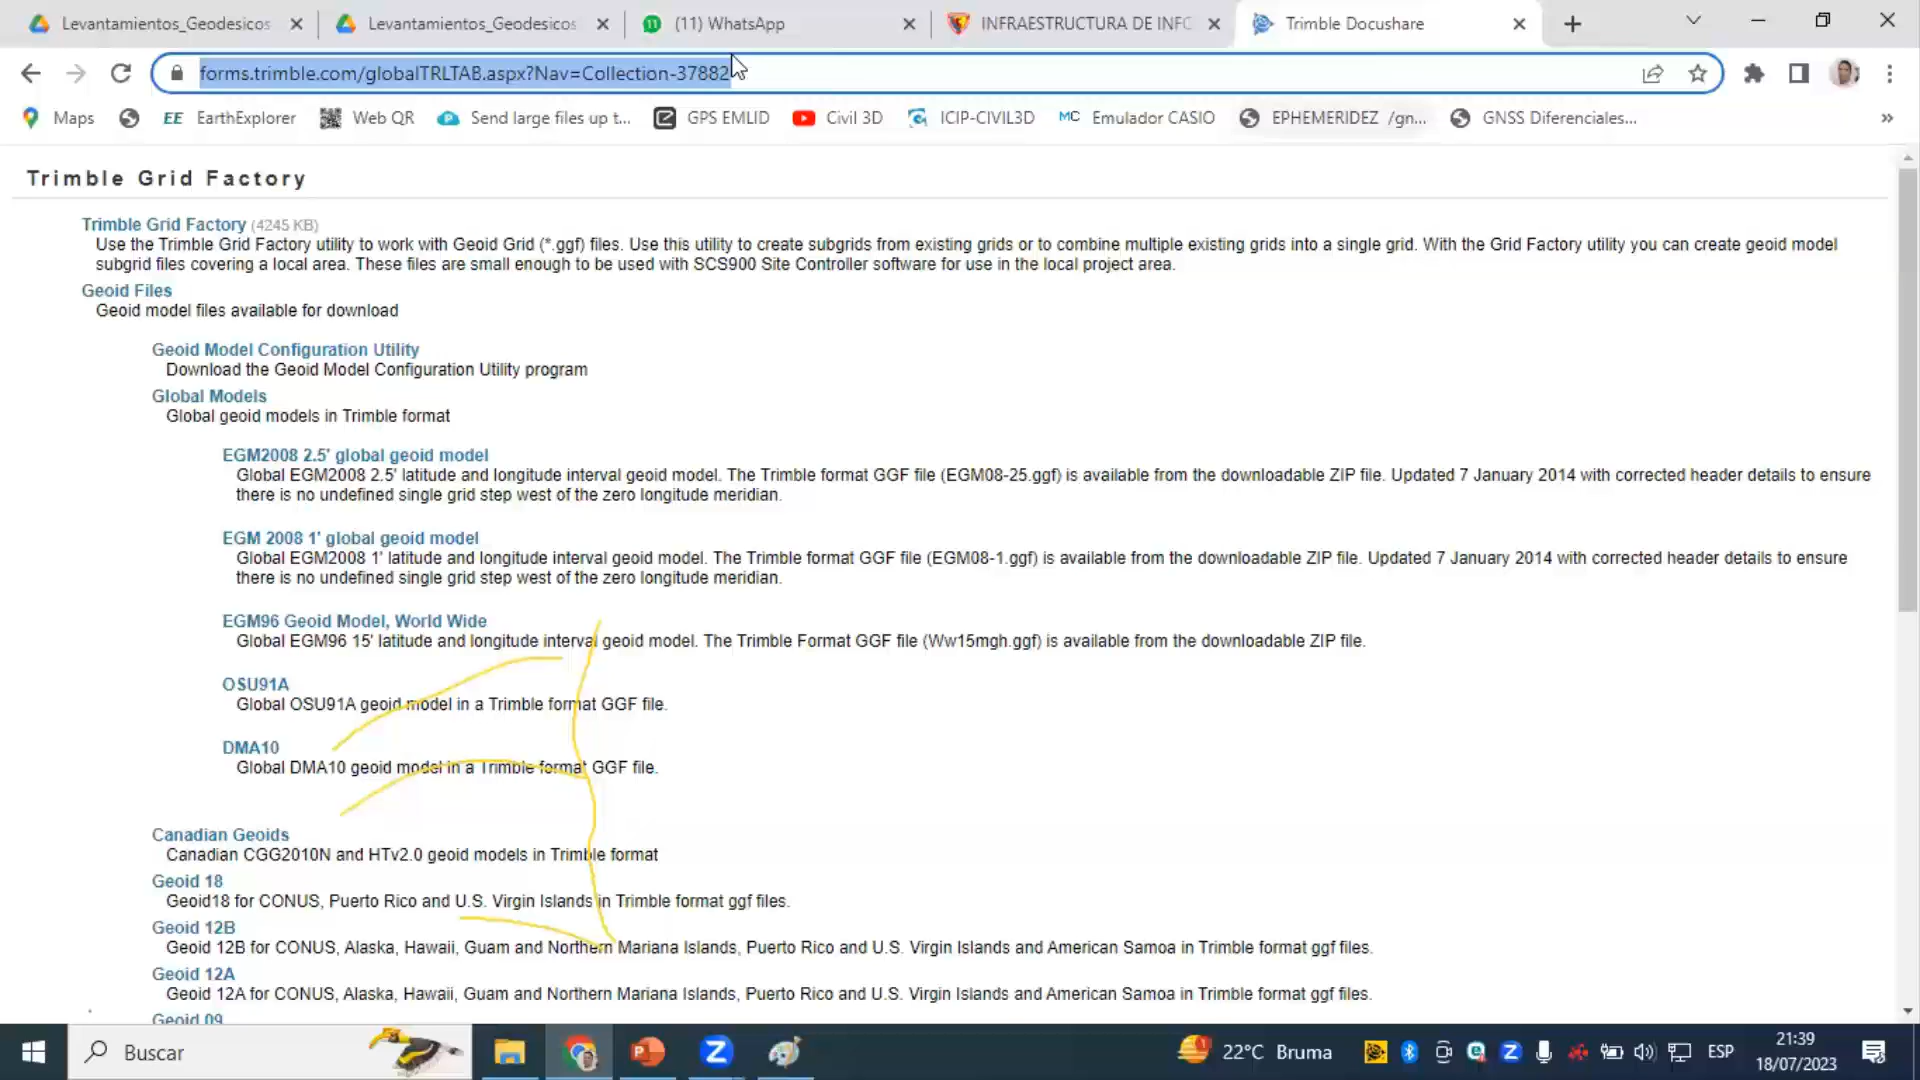 Levantamientos_Geodesicos
Levantamientos_Geodesicos
(11) WhatsApp
INFRAESTRUCTURA DE INFO
Trimble Docushare
forms.trimble.com/globalTRLTAB.aspx?Nav=Collection-37882
Maps
EE EarthExplorer
Web QR
Send large files up t...
GPS EMLID
Civil 3D
ICIP-CIVIL3D
MC Emulador CASIO
EPHEMERIDEZ /gn...
GNSS Diferenciales...
»
Trimble Grid Factory
Trimble Grid Factory (4245 KB)
Use the Trimble Grid Factory utility to work with Geoid Grid (*.ggf) files. Use this utility to create subgrids from existing grids or to combine multiple existing grids into a single grid. With the Grid Factory utility you can create geoid model
subgrid files covering a local area. These files are small enough to be used with SCS900 Site Controller software for use in the local project area.
Geoid Files
Geoid model files available for download
Geoid Model Configuration Utility
Download the Geoid Model Configuration Utility program
Global Models
Global geoid models in Trimble format
EGM2008 2.5' global geoid model
Global EGM2008 2.5' latitude and longitude interval geoid model. The Trimble format GGF file (EGM08-25.ggf) is available from the downloadable ZIP file. Updated 7 January 2014 with corrected header details to ensure
there is no undefined single grid step west of the zero longitude meridian.
EGM 2008 1' global geoid model
Global EGM2008 1' latitude and longitude interval geoid model. The Trimble format GGF file (EGM08-1.ggf) is available from the downloadable ZIP file. Updated 7 January 2014 with corrected header details to ensure
there is no undefined single grid step west of the zero longitude meridian.
EGM96 Geoid Model, World Wide
Global EGM96 15' latitude and longitude interval geoid model. The Trimble Format GGF file (Ww15mgh.ggf) is available from the downloadable ZIP file.
OSU91A
Global OSU91A geoid model in a Trimble format GGF file.
DMA10
Global DMA10 geoid model in a Trimble format GGF file.
Canadian Geoids
Canadian CGG2010N and HTv2.0 geoid models in Trimble format
Geoid 18
Geoid18 for CONUS, Puerto Rico and U.S. Virgin Islands in Trimble format ggf files.
Geoid 12B
Geoid 12B for CONUS, Alaska, Hawaii, Guam and Northern Mariana Islands, Puerto Rico and U.S. Virgin Islands and American Samoa in Trimble format ggf files.
Geoid 12A
Geoid 12A for CONUS, Alaska, Hawaii, Guam and Northern Mariana Islands, Puerto Rico and U.S. Virgin Islands and American Samoa in Trimble format ggf files.
Geoid 09
Buscar
22°C Bruma
ESP
21:39
18/07/2023